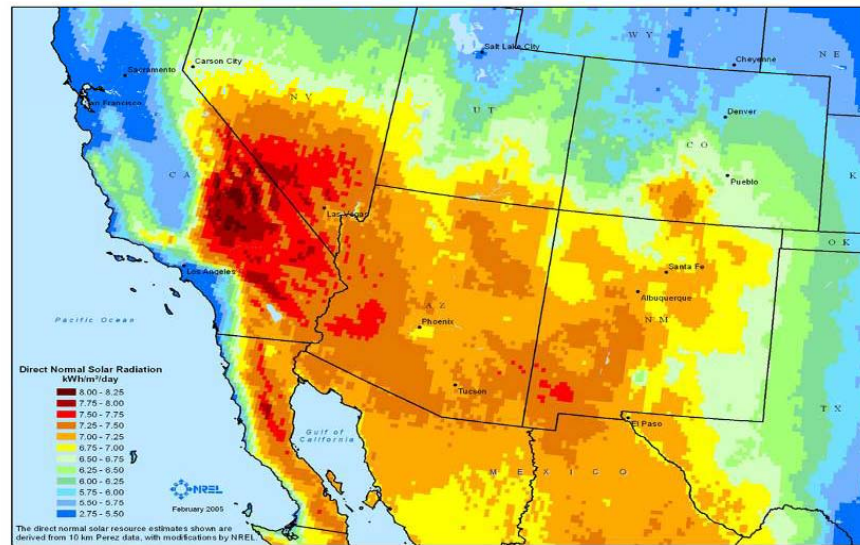 WY
Salt Lake City
Cheyenne
NE
Carson City
Sacramento
San Francisco
NV
UT
Denver
CO
Pueblo
K
CA
Las Vegas
OK
Los Angeles
Santa Fe
Albuquerque
AZ
NM
Pacific Ocean
Phoenix
Tucson
El Paso
TX
Gulf of
California
MEXICO
Direct Normal Solar Radiation
kWh/m²/day
8.00 - 8.25
7.75 - 8.00
7.50 - 7.75
7.25 - 7.50
7.00 - 7.25
6.75 - 7.00
6.50 - 6.75
6.25 - 6.50
6.00 - 6.25
5.75 - 6.00
5.50 - 5.75
2.75 - 5.50
NREL
February 2005
The direct normal solar resource estimates shown are
derived from 10 km Perez data, with modifications by NREL.